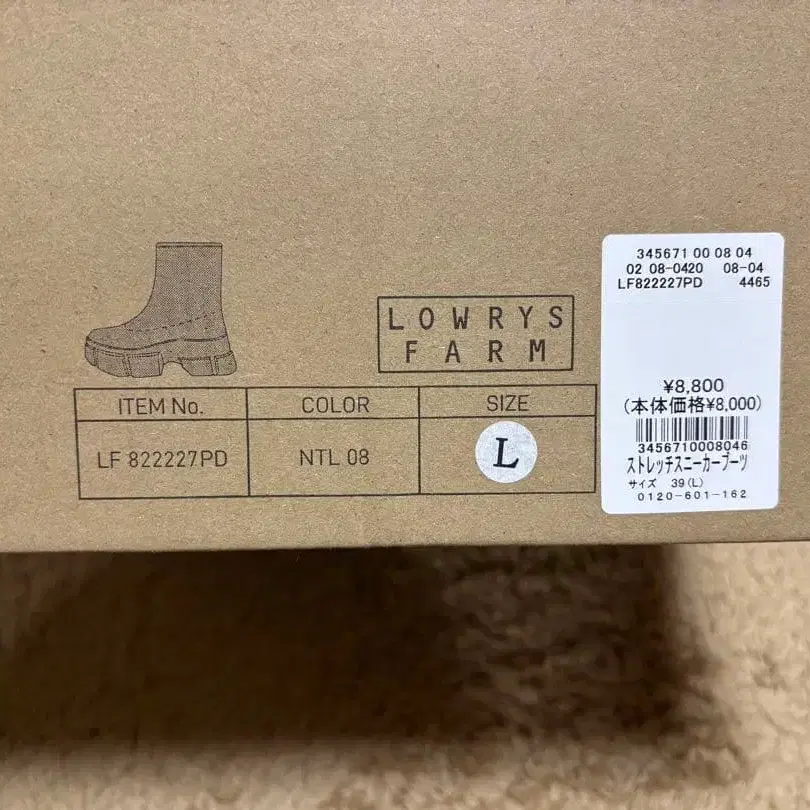 LOWRYS
FARM
ITEM No.
COLOR
SIZE
LF 822227PD
NTL 08
L
345671 00 08 04
02 08-0420 08-04
LF822227PD 4465
¥8,800
(本体価格¥8,000)
3456710008046
ストレッチスニーカーブーツ
サイズ 39(L)
0120-601-162